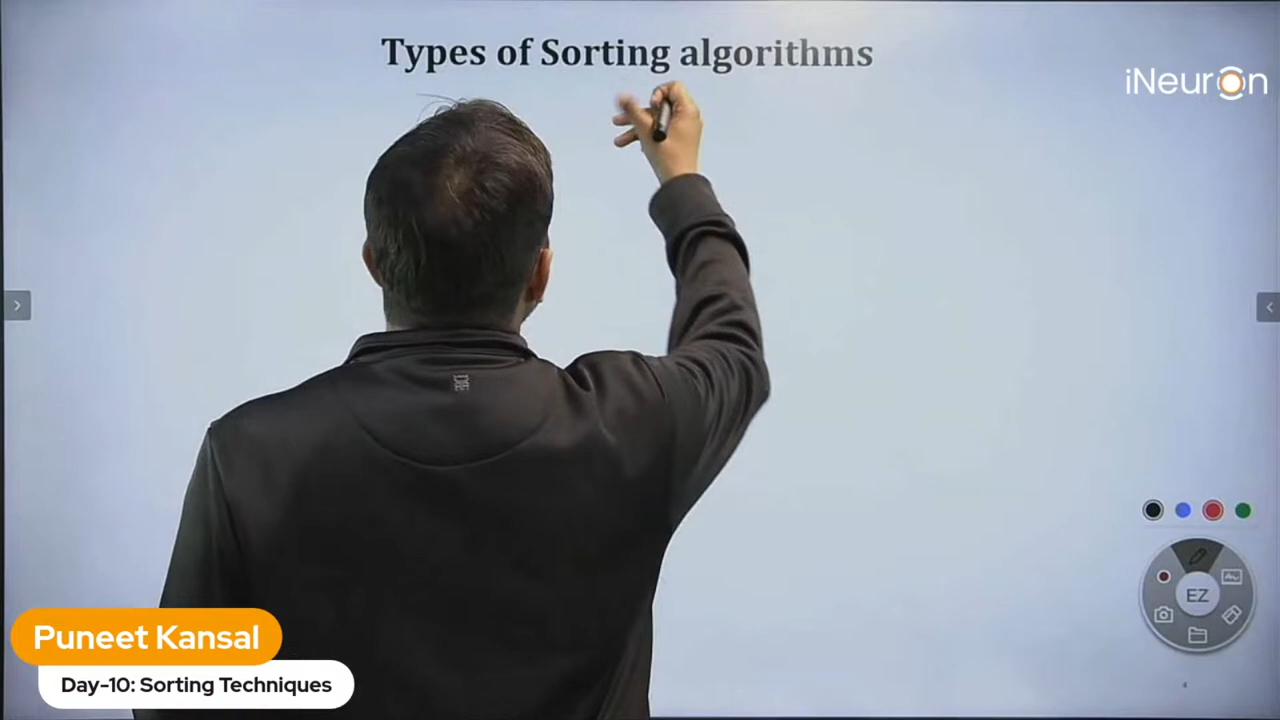 Types of Sorting algorithms
iNeuron
EZ
Puneet Kansal
Day-10: Sorting Techniques